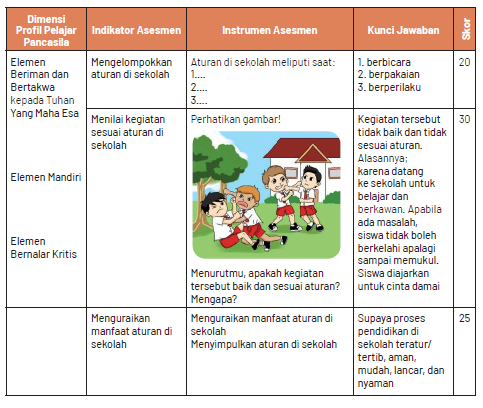 Dimensi
Profil Pelajar
Pancasila
Indikator Asesmen
Instrumen Asesmen
Kunci Jawaban
Skor
Elemen
Beriman dan
Bertakwa
kepada Tuhan
Yang Maha Esa
Mengelompokkan
aturan di sekolah
Aturan di sekolah meliputi saat:
1....
2....
3....
1. berbicara
2. berpakaian
3. berperilaku
20
Elemen Mandiri
Elemen
Bernalar Kritis
Menilai kegiatan
sesuai aturan di
sekolah
Perhatikan gambar!
Menurutmu, apakah kegiatan
tersebut baik dan sesuai aturan?
Mengapa?
Kegiatan tersebut
tidak baik dan tidak
sesuai aturan.
Alasannya;
karena datang
ke sekolah untuk
belajar dan
berkawan. Apabila
ada masalah,
siswa tidak boleh
berkelahi apalagi
sampai memukul.
Siswa diajarkan
untuk cinta damai
30
Menguraikan
manfaat aturan di
sekolah
Menguraikan manfaat aturan di
sekolah
Menyimpulkan aturan di sekolah
Supaya proses
pendidikan di
sekolah teratur/
tertib, aman,
mudah, lancar, dan
nyaman
25